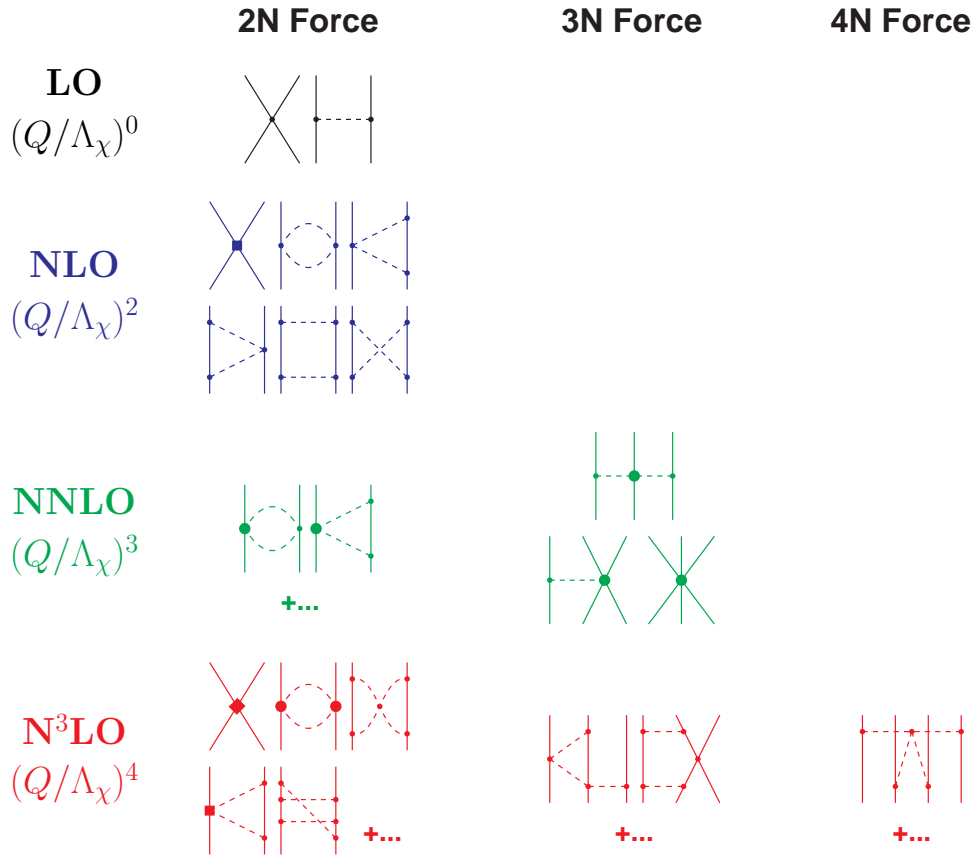 2N Force 3N Force 4N Force
LO
(Q/Λχ)⁰
NLO
(Q/Λχ)²
NNLO
(Q/Λχ)³
+...
N³LO
(Q/Λχ)⁴
+... +... +...